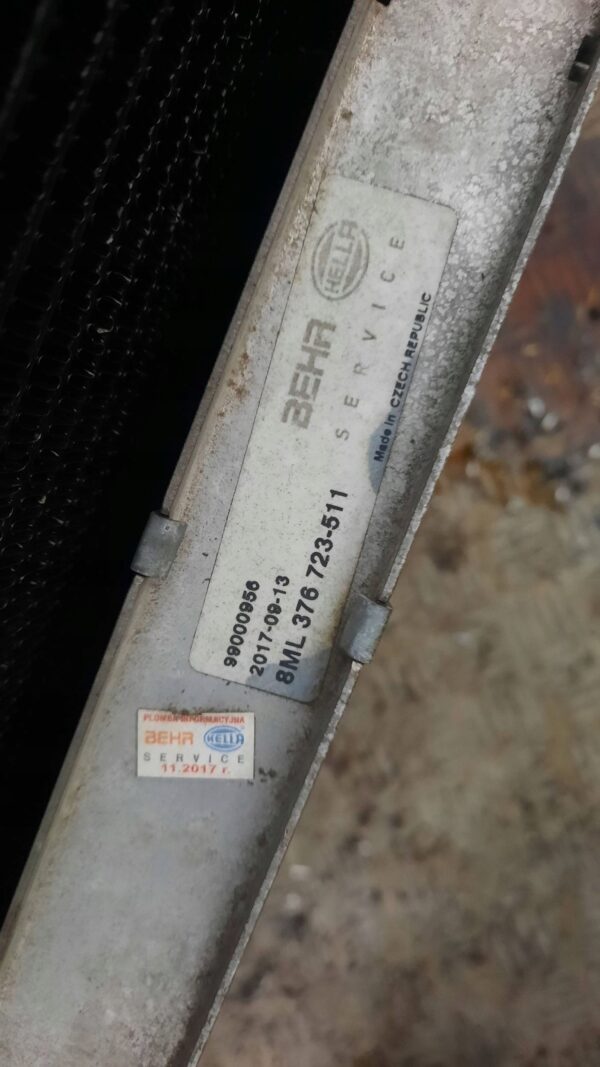 BEHR HELLA
SERVICE
Made in CZECH REPUBLIC
99000956
2017-09-13
8ML 376 723-511
PLOMBA INFORMACYJNA
BEHR HELLA
SERVICE
11.2017 r.